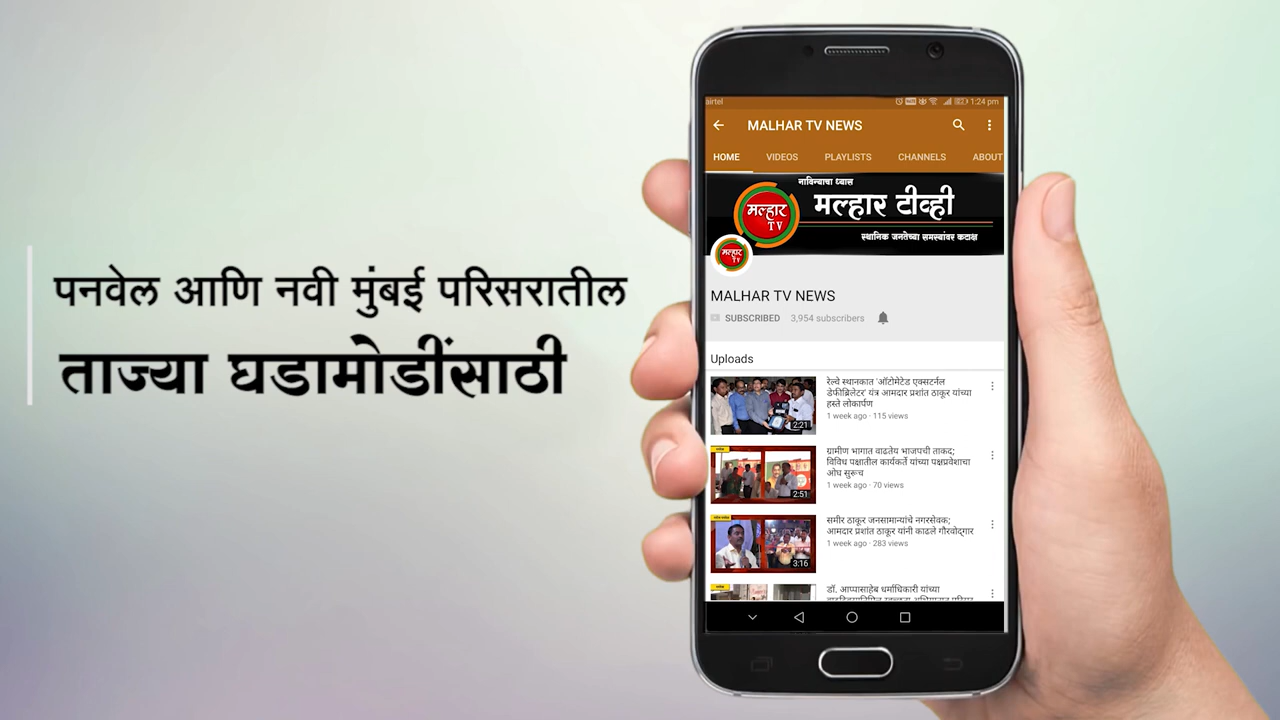 पनवेल आणि नवी मुंबई परिसरातील
ताज्या घडामोडींसाठी
airtel
1:24 pm
MALHAR TV NEWS
HOME VIDEOS PLAYLISTS CHANNELS ABOUT
नाविन्याचा ध्यास
मल्हार टीव्ही
मल्हार
TV
स्थानिक जनतेच्या समस्यांवर कटाक्ष
मल्हार
TV
MALHAR TV NEWS
SUBSCRIBED 3,954 subscribers
Uploads
रेल्वे स्थानकात 'ऑटोमेटेड एक्सटर्नल
डेफीब्रिलेटर' यंत्र आमदार प्रशांत ठाकूर यांच्या
हस्ते लोकार्पण
1 week ago · 115 views
2:21
ग्रामीण भागात वाढतेय भाजपची ताकद;
विविध पक्षातील कार्यकर्ते यांच्या पक्षप्रवेशाचा
ओघ सुरूच
1 week ago · 70 views
2:51
समीर ठाकूर जनसामान्यांचे नगरसेवक;
आमदार प्रशांत ठाकूर यांनी काढले गौरवोद्गार
1 week ago · 283 views
3:16
डॉ. आप्पासाहेब धर्माधिकारी यांच्या